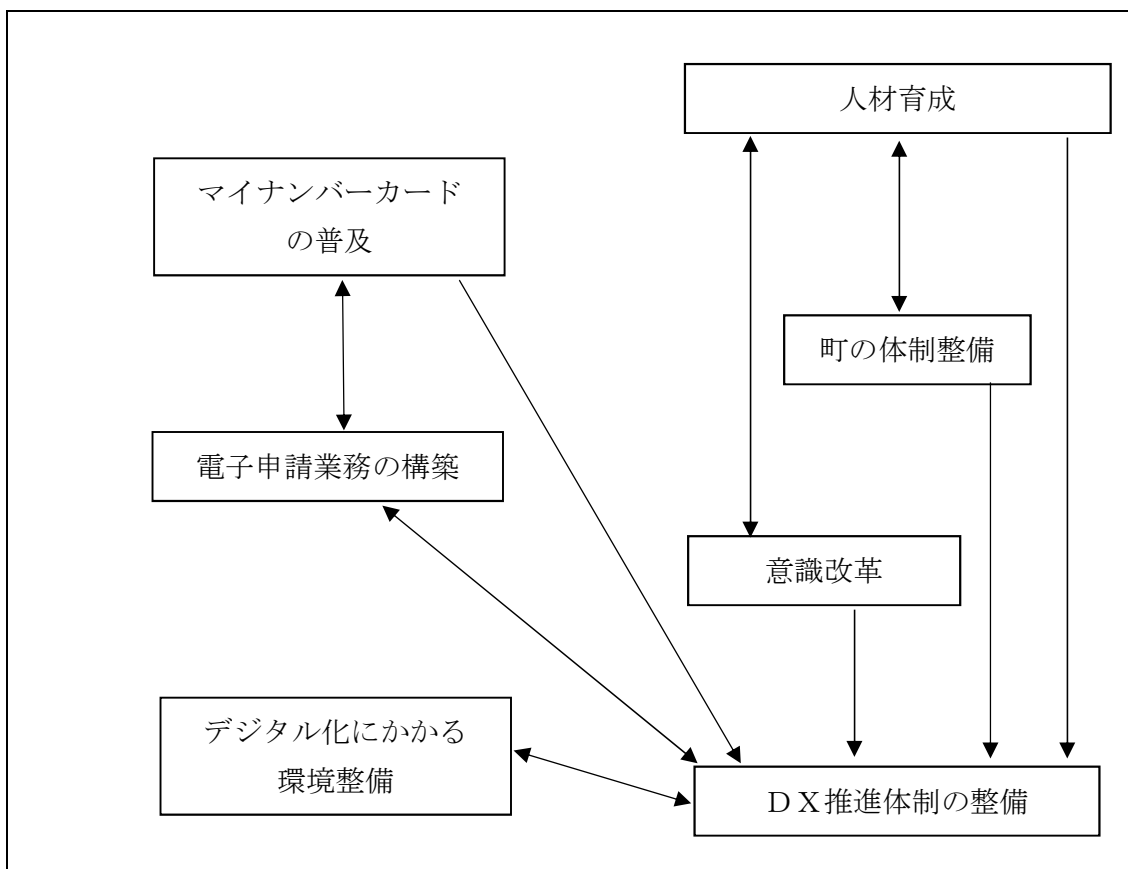 人材育成
マイナンバーカード
の普及
町の体制整備
電子申請業務の構築
意識改革
デジタル化にかかる
環境整備
ＤＸ推進体制の整備